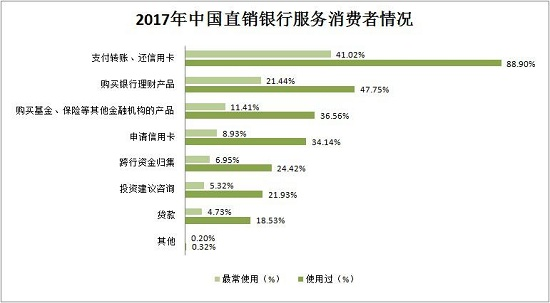 2017年中国直销银行服务消费者情况
支付转账、还信用卡
41.02%
88.90%
购买银行理财产品
21.44%
47.75%
购买基金、保险等其他金融机构的产品
11.41%
36.56%
申请信用卡
8.93%
34.14%
跨行资金归集
6.95%
24.42%
投资建议咨询
5.32%
21.93%
贷款
4.73%
18.53%
其他
0.20%
0.32%
最常使用（%） 使用过（%）